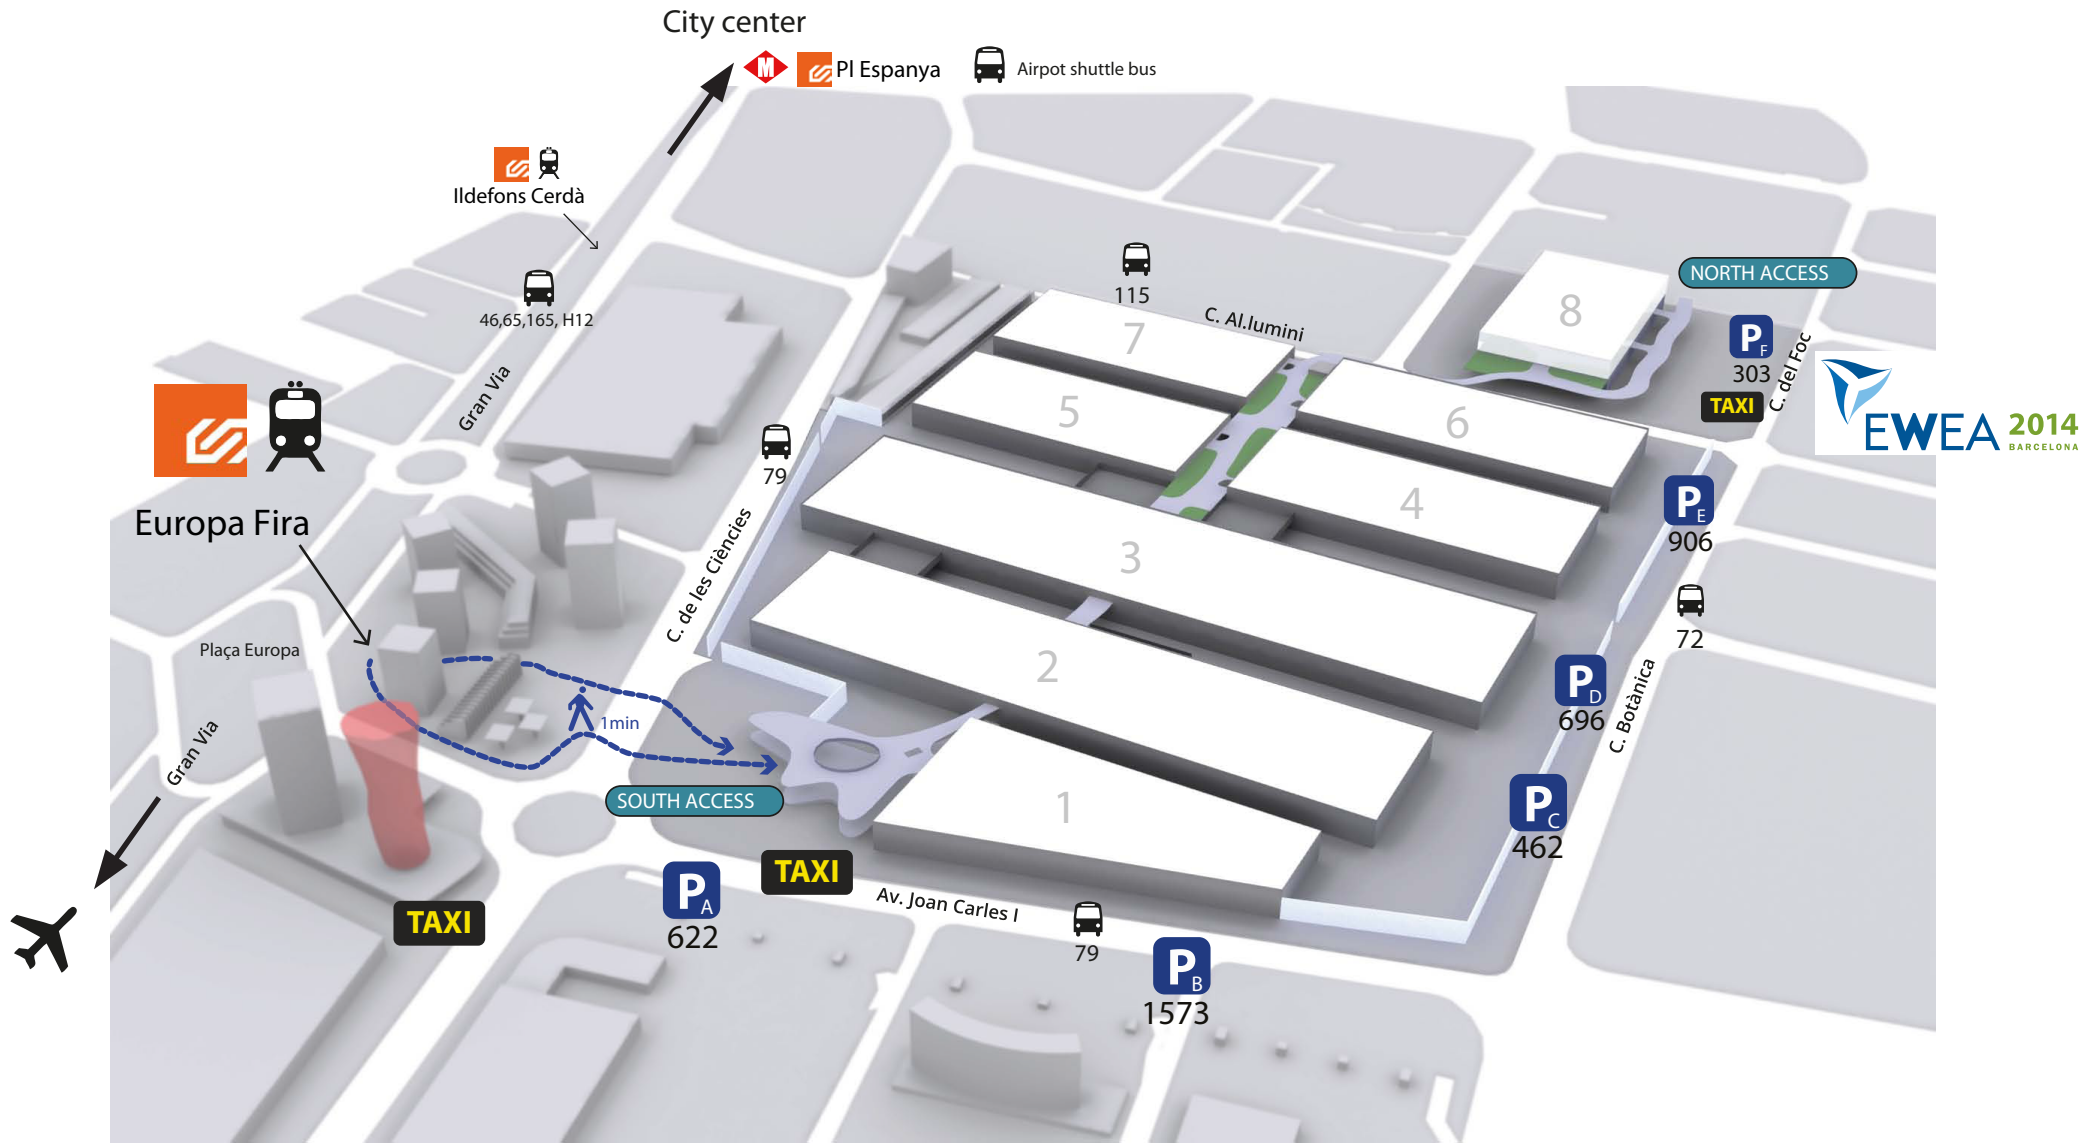 City center
M
Pl Espanya
Airpot shuttle bus
Ildefons Cerdà
46,65,165, H12
Gran Via
115
C. Al.lumini
7
8
NORTH ACCESS
P F
303
TAXI
C. del Foc
EWEA 2014
BARCELONA
5
6
79
4
P E
906
Europa Fira
C. de les Ciències
3
72
Plaça Europa
2
P D
696
C. Botànica
1min
Gran Via
SOUTH ACCESS
1
P C
462
TAXI
P A
622
Av. Joan Carles I
TAXI
79
P B
1573